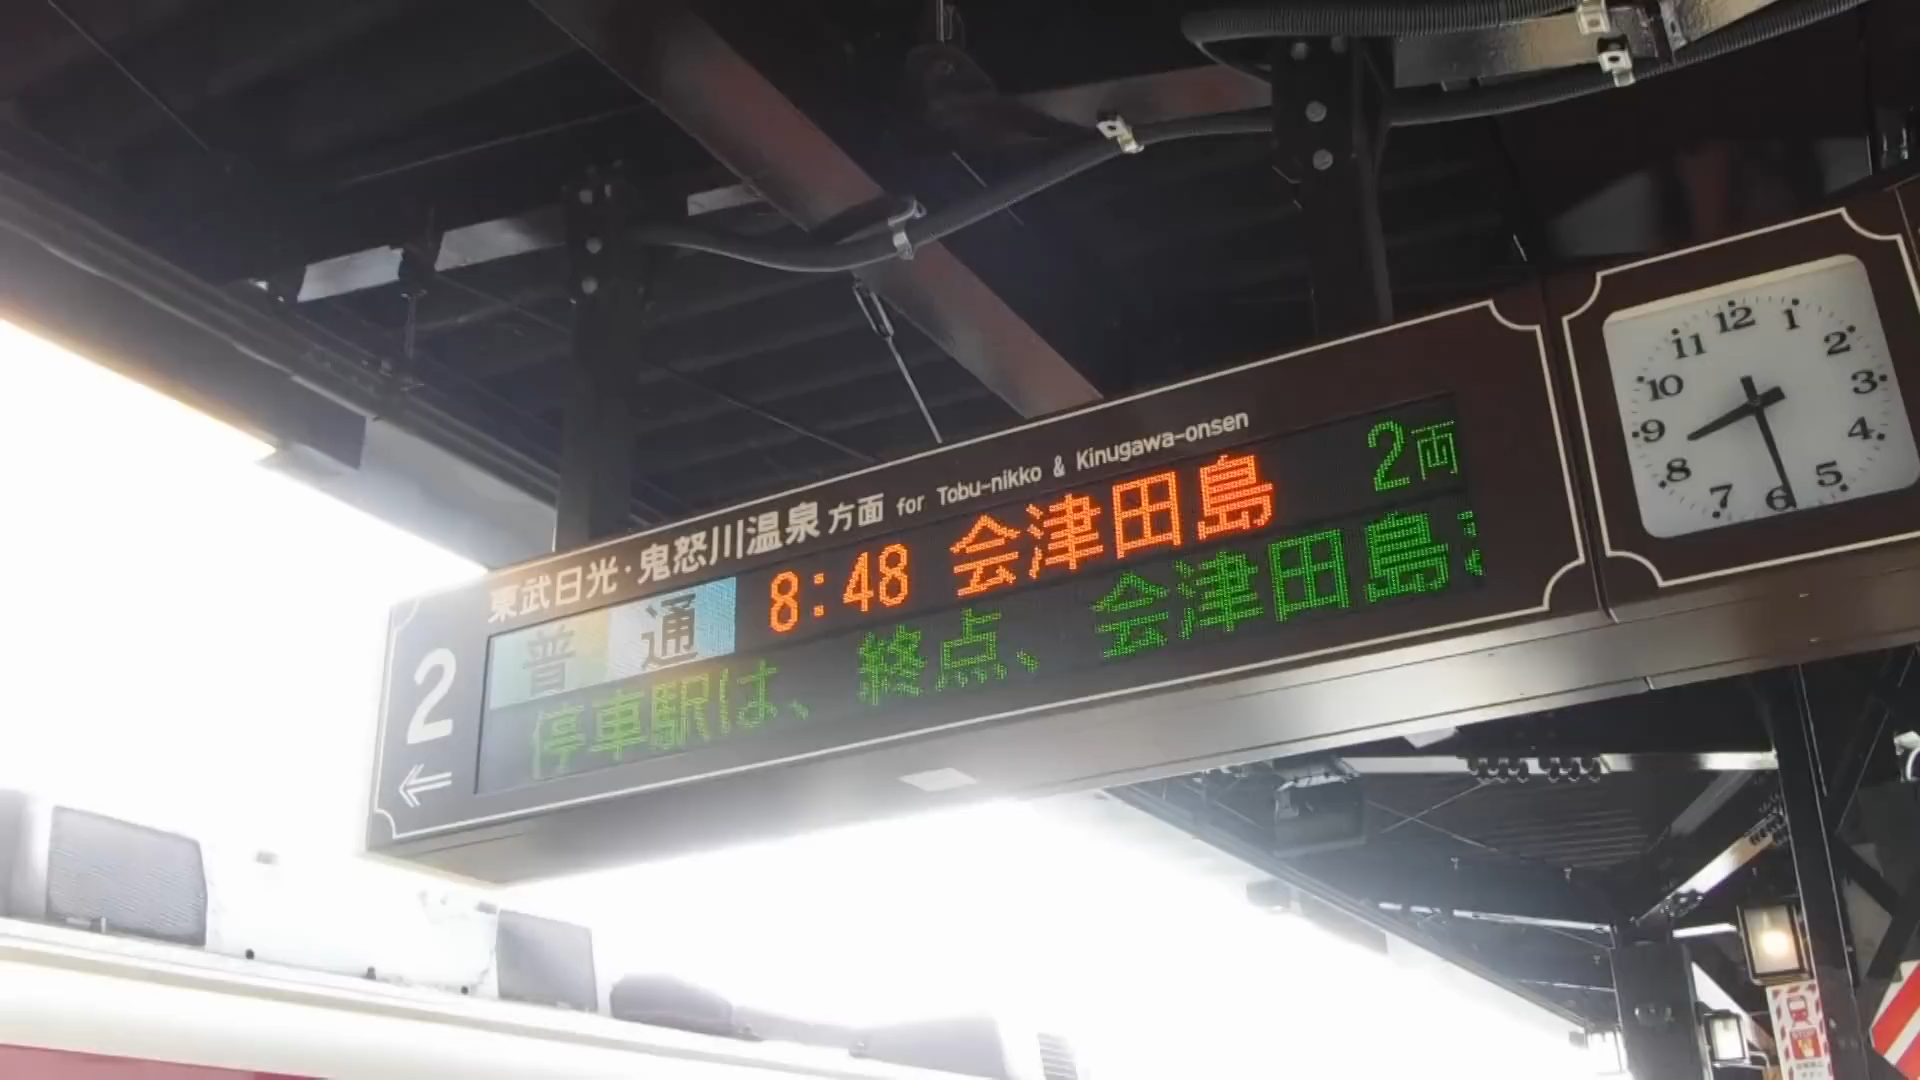 東武日光・鬼怒川温泉方面 for Tobu-nikko & Kinugawa-onsen
2
普通 8:48 会津田島 2両
停車駅は、終点、会津田島
12 1 2 3 4 5 6 7 8 9 10 11